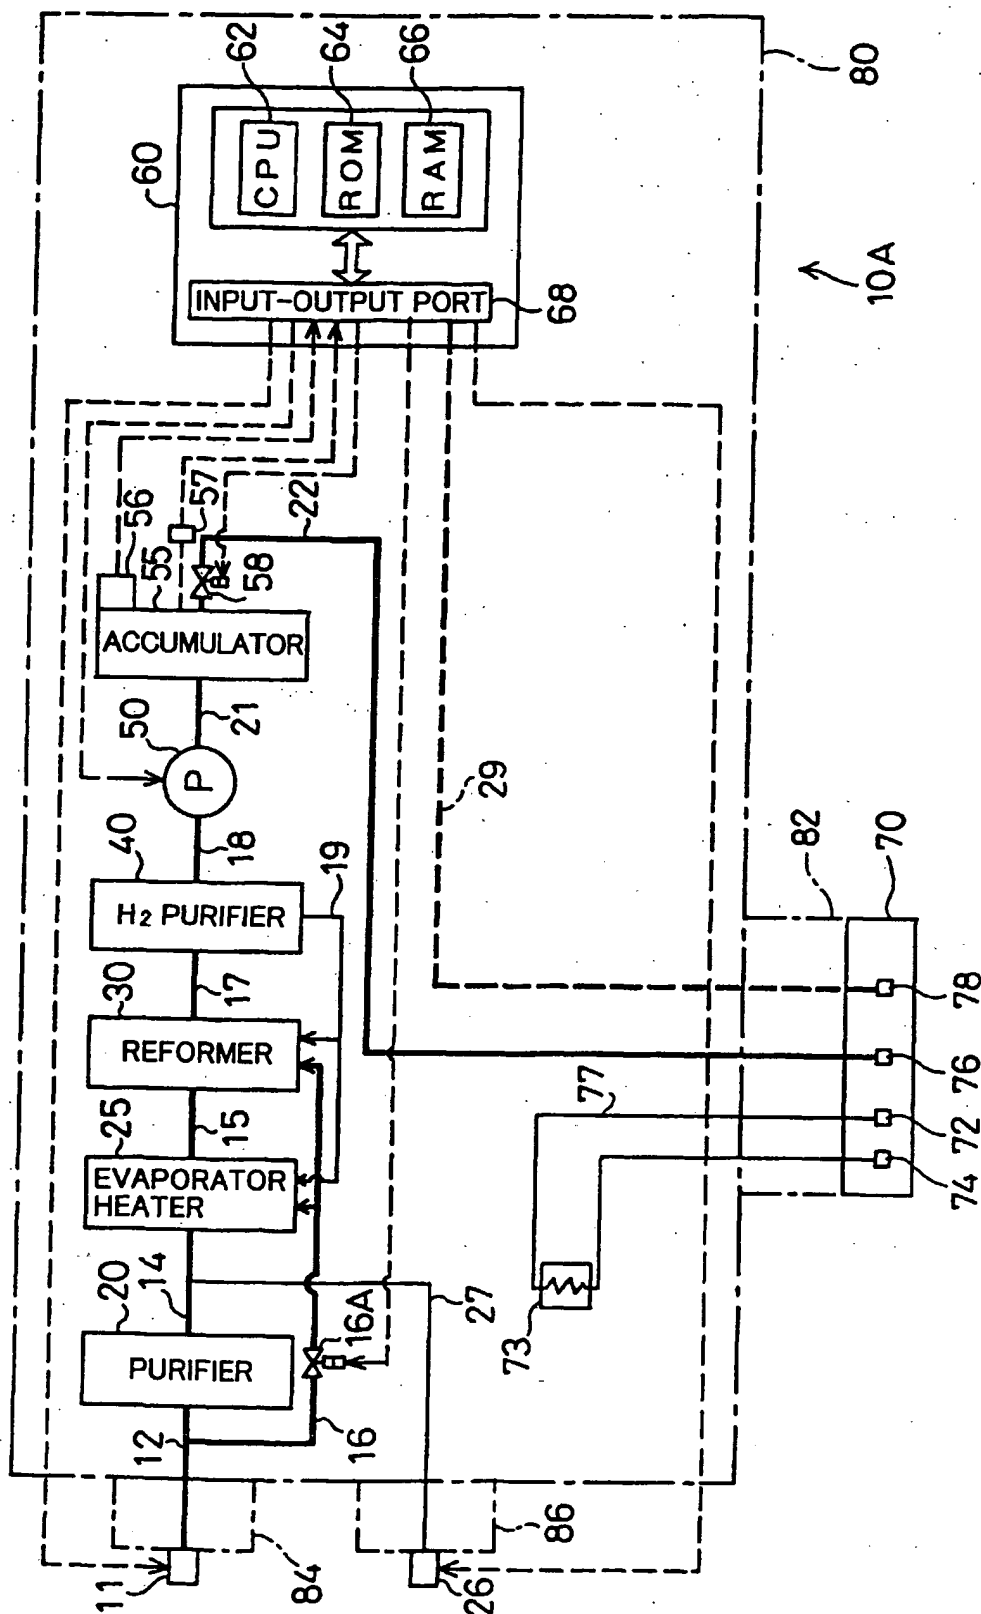 80
62
64
66
60
CPU
ROM
RAM
INPUT-OUTPUT PORT
68
10A
56
57
55
22
58
ACCUMULATOR
50
21
P
29
40
18
19
82
70
H2 PURIFIER
30
17
REFORMER
78
76
77
72
74
25
15
EVAPORATOR
HEATER
20
14
27
73
16A
PURIFIER
12
16
11
84
86
26